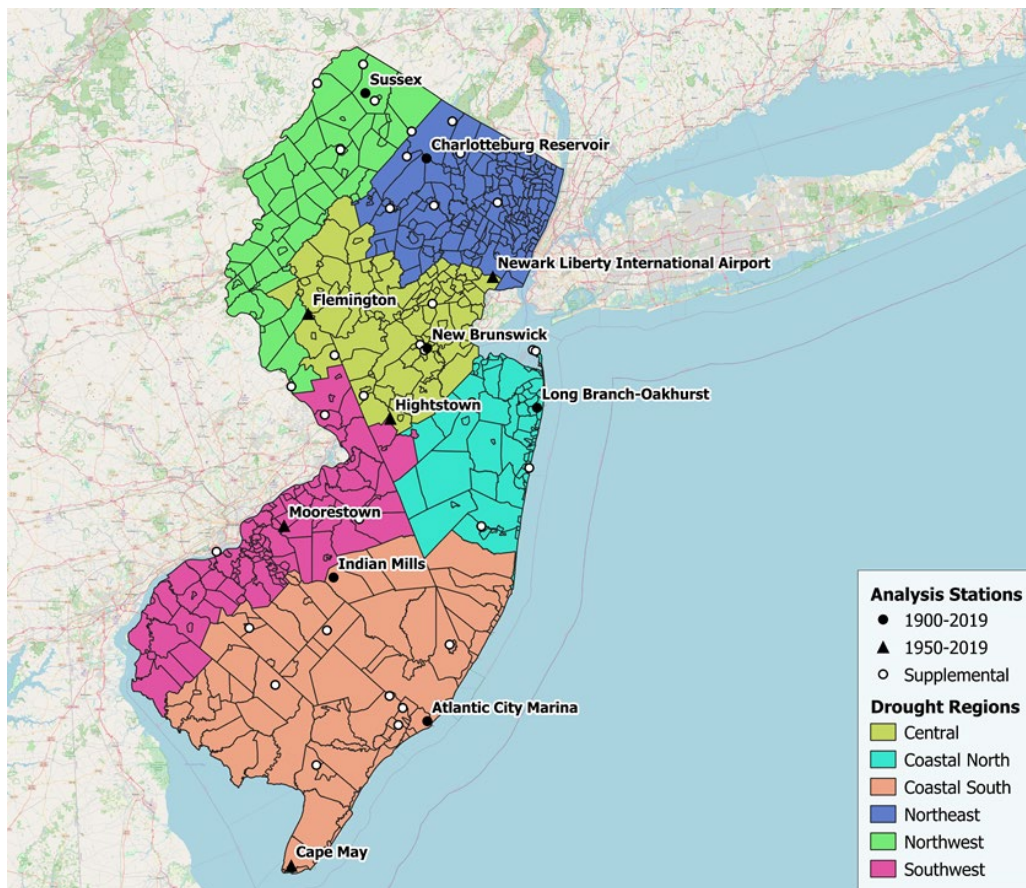 Sussex
Charlotteburg Reservoir
Newark Liberty International Airport
Flemington
New Brunswick
Long Branch-Oakhurst
Hightstown
Moorestown
Indian Mills
Atlantic City Marina
Cape May
Analysis Stations
1900-2019
1950-2019
Supplemental
Drought Regions
Central
Coastal North
Coastal South
Northeast
Northwest
Southwest